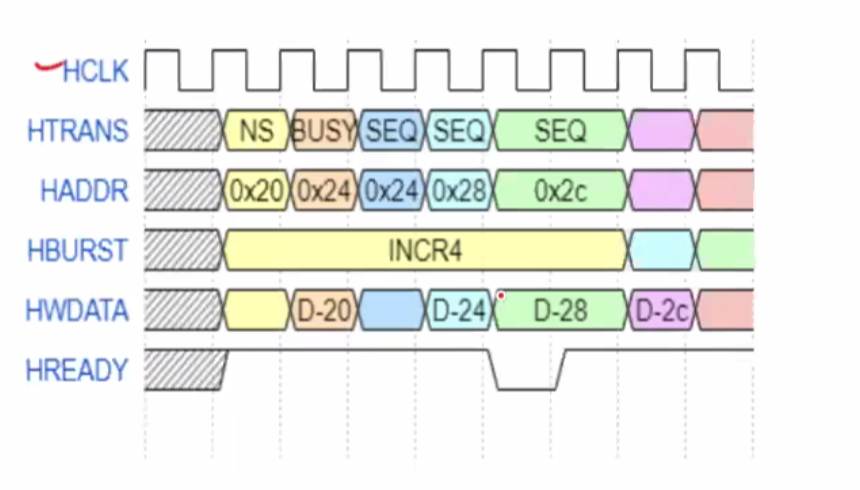 HCLK
HTRANS NS BUSY SEQ SEQ SEQ
HADDR 0x20 0x24 0x24 0x28 0x2c
HBURST INCR4
HWDATA D-20 D-24 D-28 D-2c
HREADY